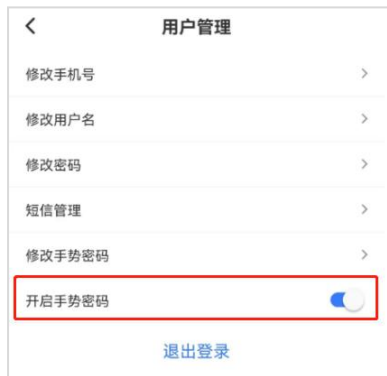 用户管理
修改手机号
修改用户名
修改密码
短信管理
修改手势密码
开启手势密码
退出登录